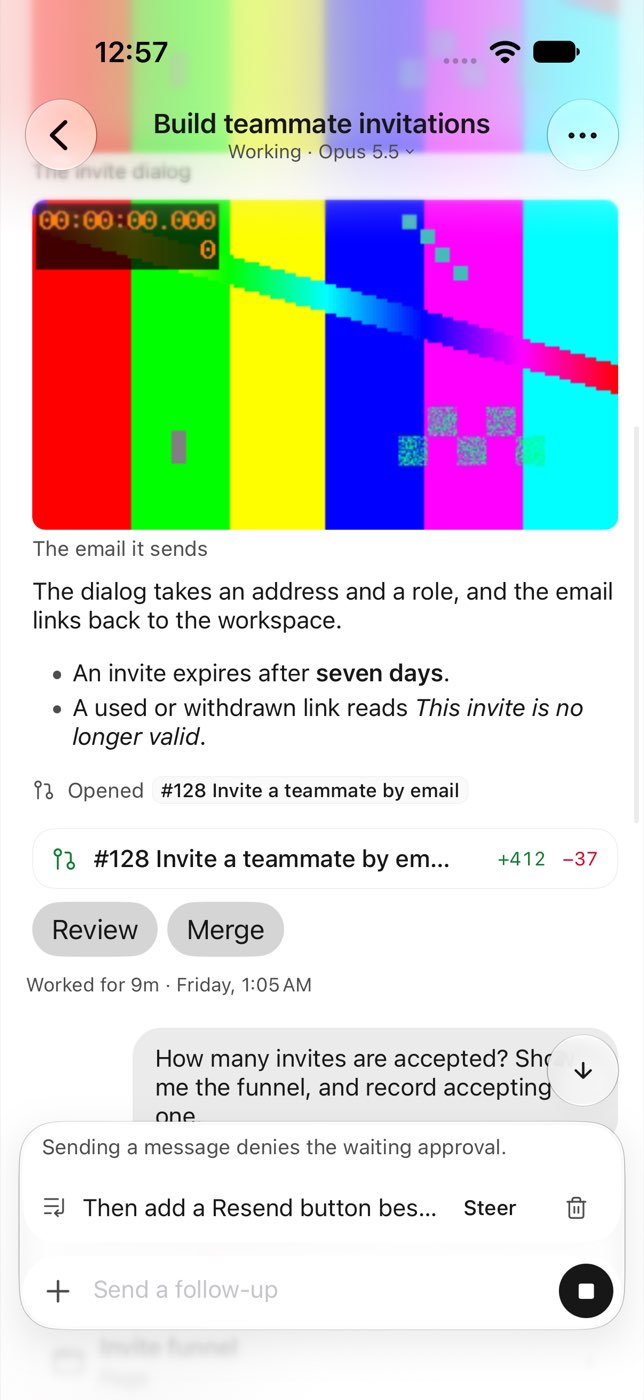 12:57
Build teammate invitations
Working · Opus 5.5
The invite dialog
00:00:00.000
0
The email it sends
The dialog takes an address and a role, and the email
links back to the workspace.
• An invite expires after seven days.
• A used or withdrawn link reads This invite is no
longer valid.
Opened #128 Invite a teammate by email
#128 Invite a teammate by em... +412 −37
Review Merge
Worked for 9m · Friday, 1:05 AM
How many invites are accepted? Show
me the funnel, and record accepting
one.
Sending a message denies the waiting approval.
Then add a Resend button bes... Steer
Send a follow-up
Invite funnel